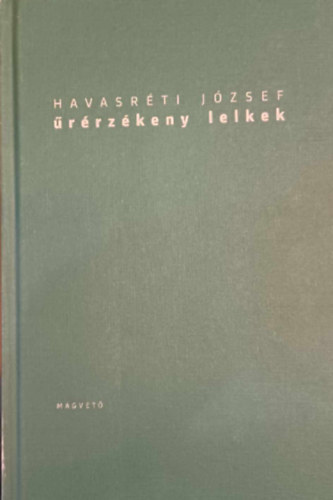 HAVASRÉTI JÓZSEF
űrérzékeny lelkek
MAGVETŐ